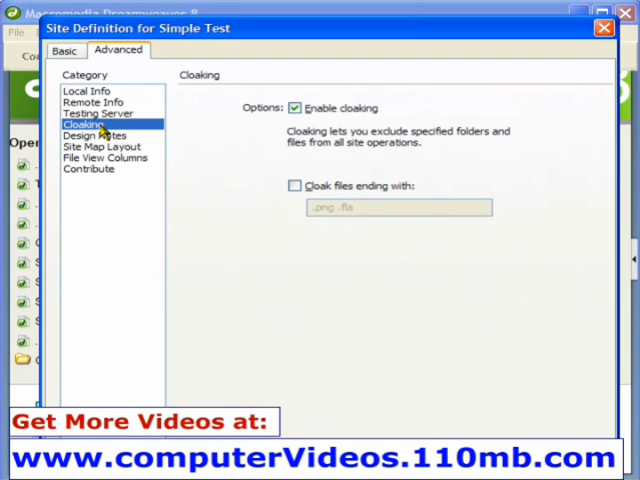 Macromedia Dreamweaver 8
File
Site Definition for Simple Test
Basic
Advanced
Category
Local Info
Remote Info
Testing Server
Cloaking
Design Notes
Site Map Layout
File View Columns
Contribute
Cloaking
Options: Enable cloaking
Cloaking lets you exclude specified folders and
files from all site operations.
Cloak files ending with:
.png .fla
Get More Videos at:
www.computerVideos.110mb.com